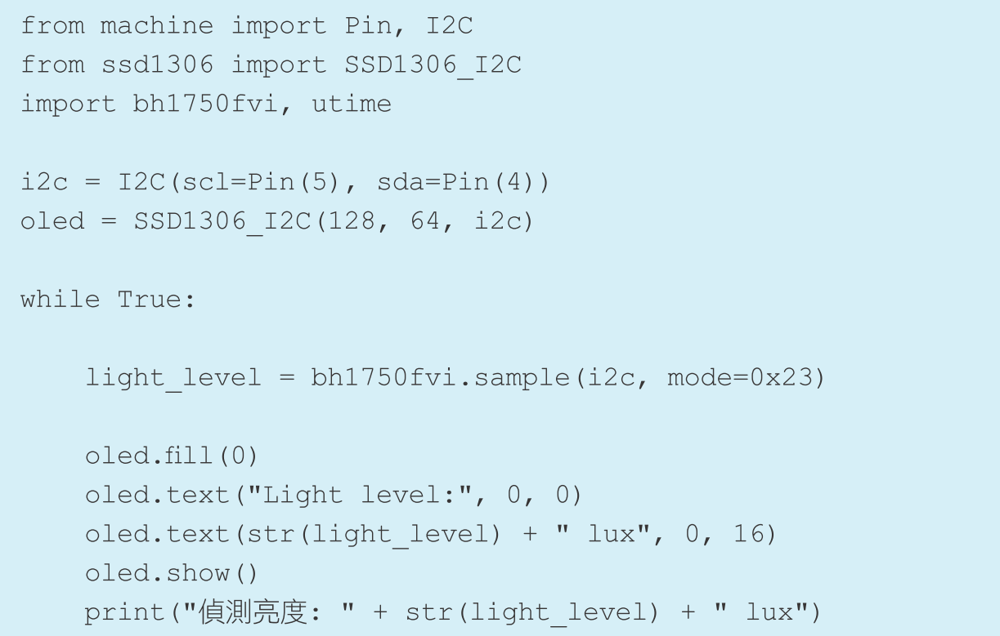 from machine import Pin, I2C
from ssd1306 import SSD1306_I2C
import bh1750fvi, utime

i2c = I2C(scl=Pin(5), sda=Pin(4))
oled = SSD1306_I2C(128, 64, i2c)

while True:

    light_level = bh1750fvi.sample(i2c, mode=0x23)

    oled.fill(0)
    oled.text("Light level:", 0, 0)
    oled.text(str(light_level) + " lux", 0, 16)
    oled.show()
    print("偵測亮度: " + str(light_level) + " lux")